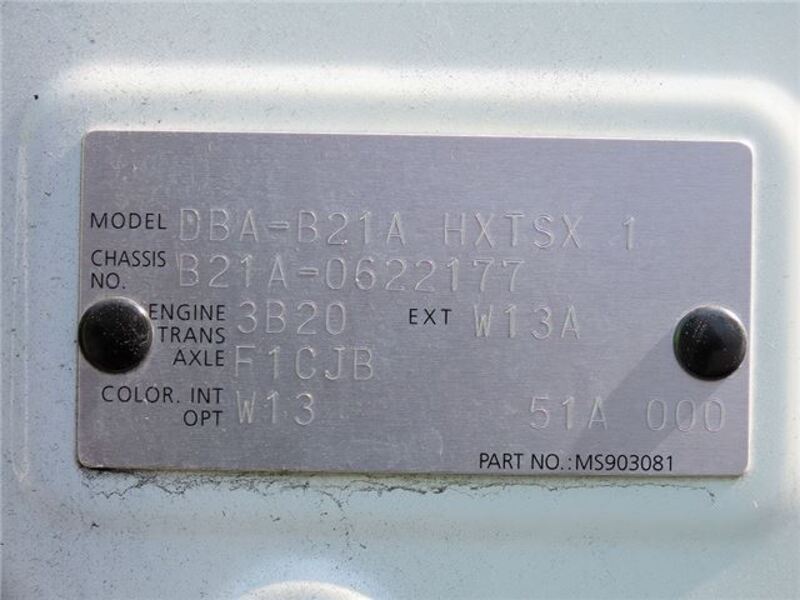 MODEL DBA-B21A HXTSX 1
CHASSIS NO. B21A-0622177
ENGINE 3B20 EXT W13A
TRANS AXLE F1CJB
COLOR. INT OPT W13 51A 000
PART NO.:MS903081